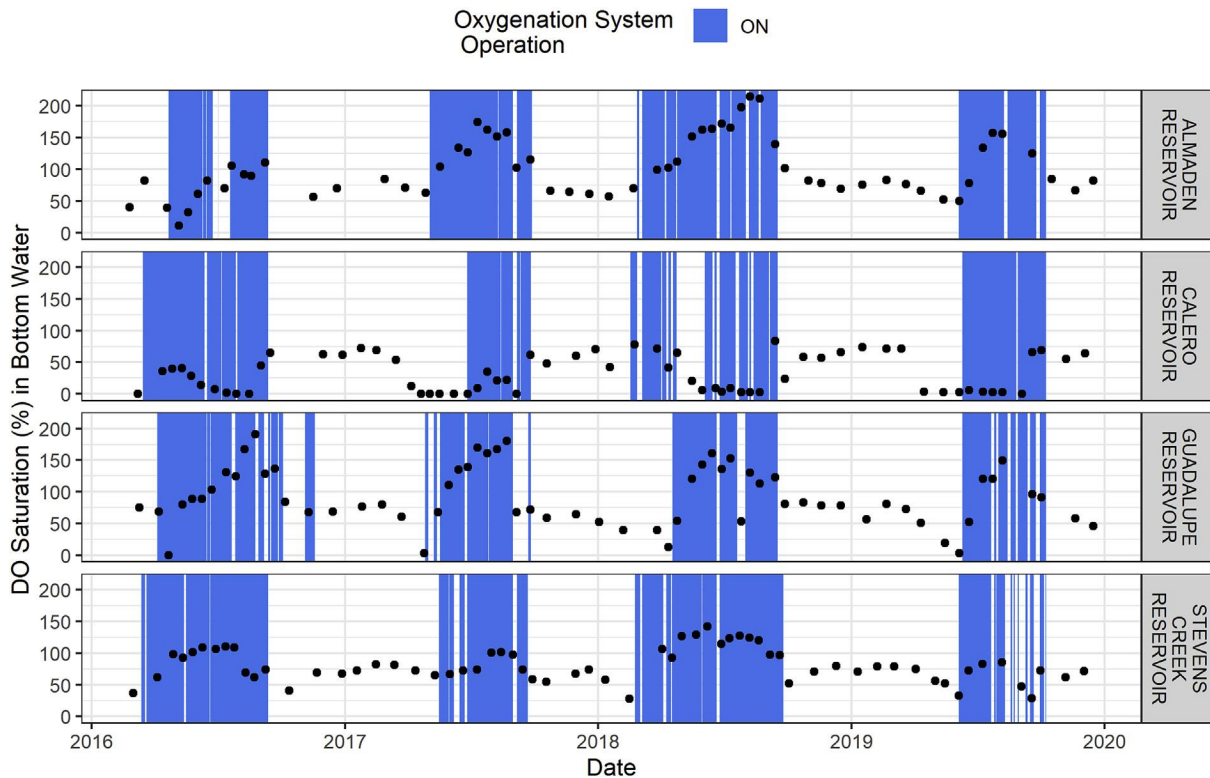 Oxygenation System
Operation
ON
DO Saturation (%) in Bottom Water
200
150
100
50
0
ALMADEN
RESERVOIR
200
150
100
50
0
CALERO
RESERVOIR
200
150
100
50
0
GUADALUPE
RESERVOIR
200
150
100
50
0
STEVENS
CREEEK
RESERVOIR
2016
2017
2018
2019
2020
Date